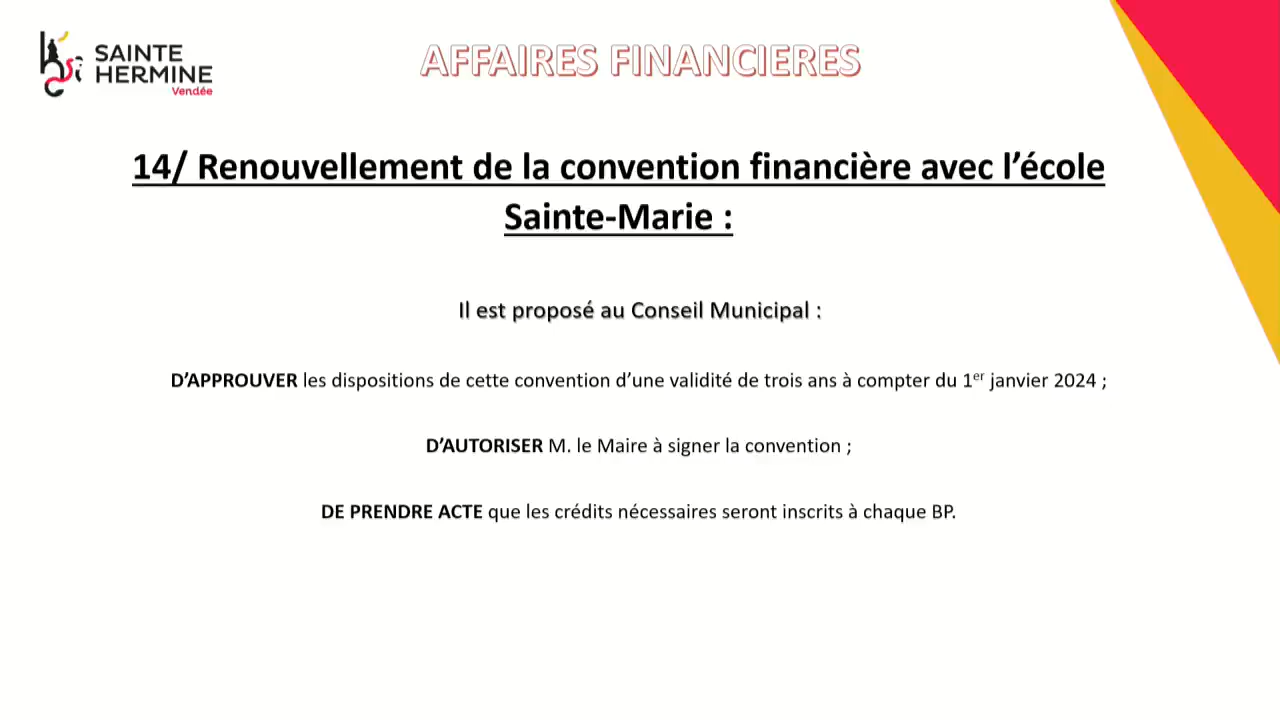 SAINTE
HERMINE
Vendée
AFFAIRES FINANCIERES
14/ Renouvellement de la convention financière avec l’école
Sainte-Marie :
Il est proposé au Conseil Municipal :
D’APPROUVER les dispositions de cette convention d’une validité de trois ans à compter du 1er janvier 2024 ;
D’AUTORISER M. le Maire à signer la convention ;
DE PRENDRE ACTE que les crédits nécessaires seront inscrits à chaque BP.